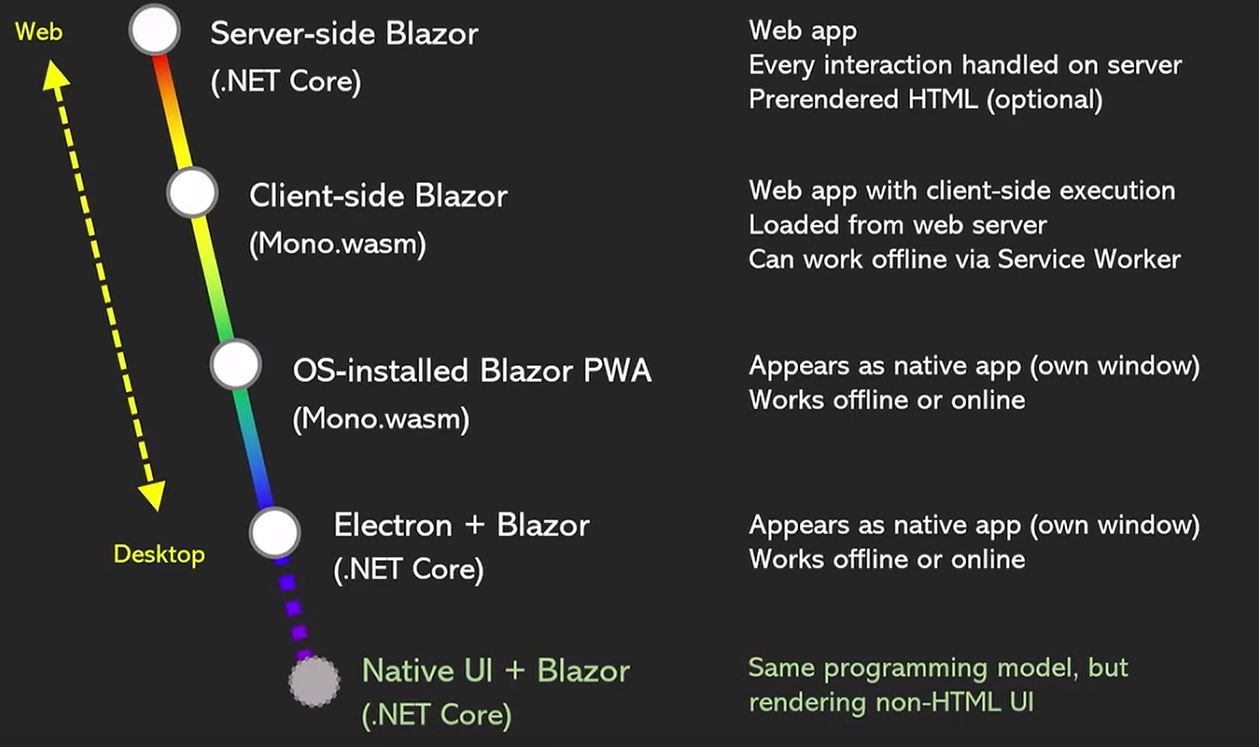 Web
Server-side Blazor
(.NET Core)
Web app
Every interaction handled on server
Prerendered HTML (optional)
Client-side Blazor
(Mono.wasm)
Web app with client-side execution
Loaded from web server
Can work offline via Service Worker
OS-installed Blazor PWA
(Mono.wasm)
Appears as native app (own window)
Works offline or online
Desktop
Electron + Blazor
(.NET Core)
Appears as native app (own window)
Works offline or online
Native UI + Blazor
(.NET Core)
Same programming model, but
rendering non-HTML UI